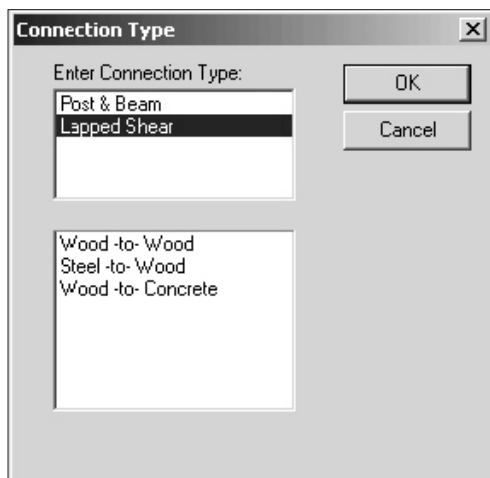 Connection Type
Enter Connection Type:
Post & Beam
Lapped Shear
OK
Cancel
Wood -to- Wood
Steel -to- Wood
Wood -to- Concrete